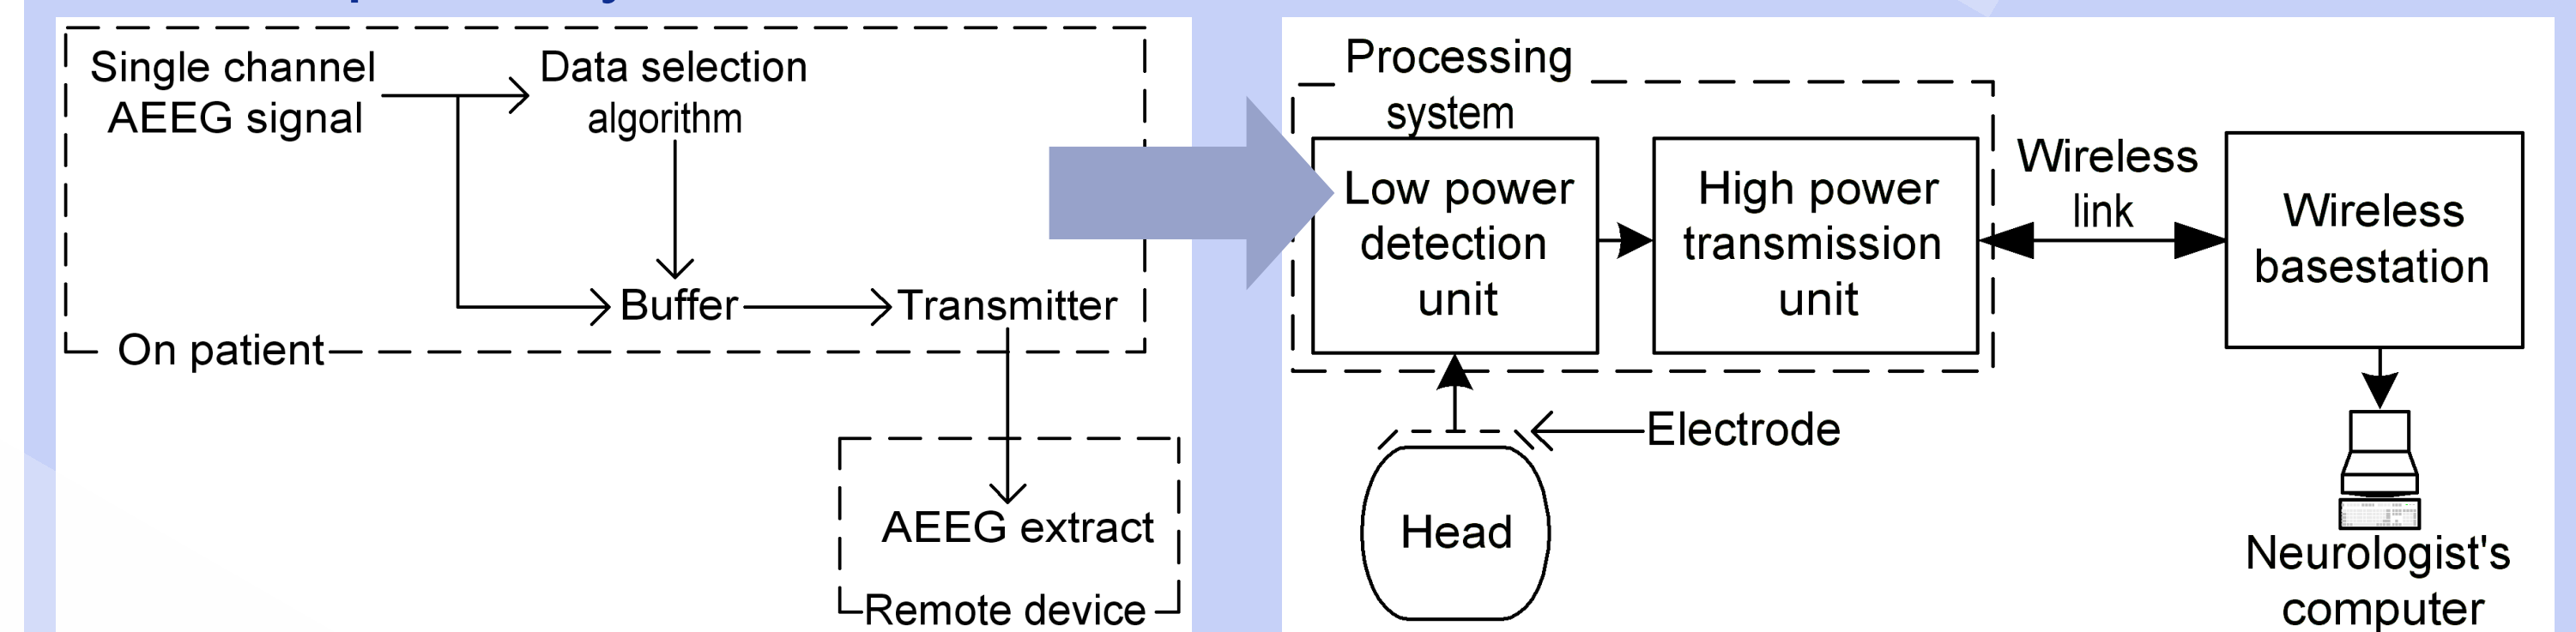 Single channel
AEEG signal
Data selection
algorithm
Buffer
Transmitter
On patient
AEEG extract
Remote device
Processing
system
Low power
detection
unit
High power
transmission
unit
Wireless
link
Wireless
basestation
Electrode
Head
Neurologist's
computer